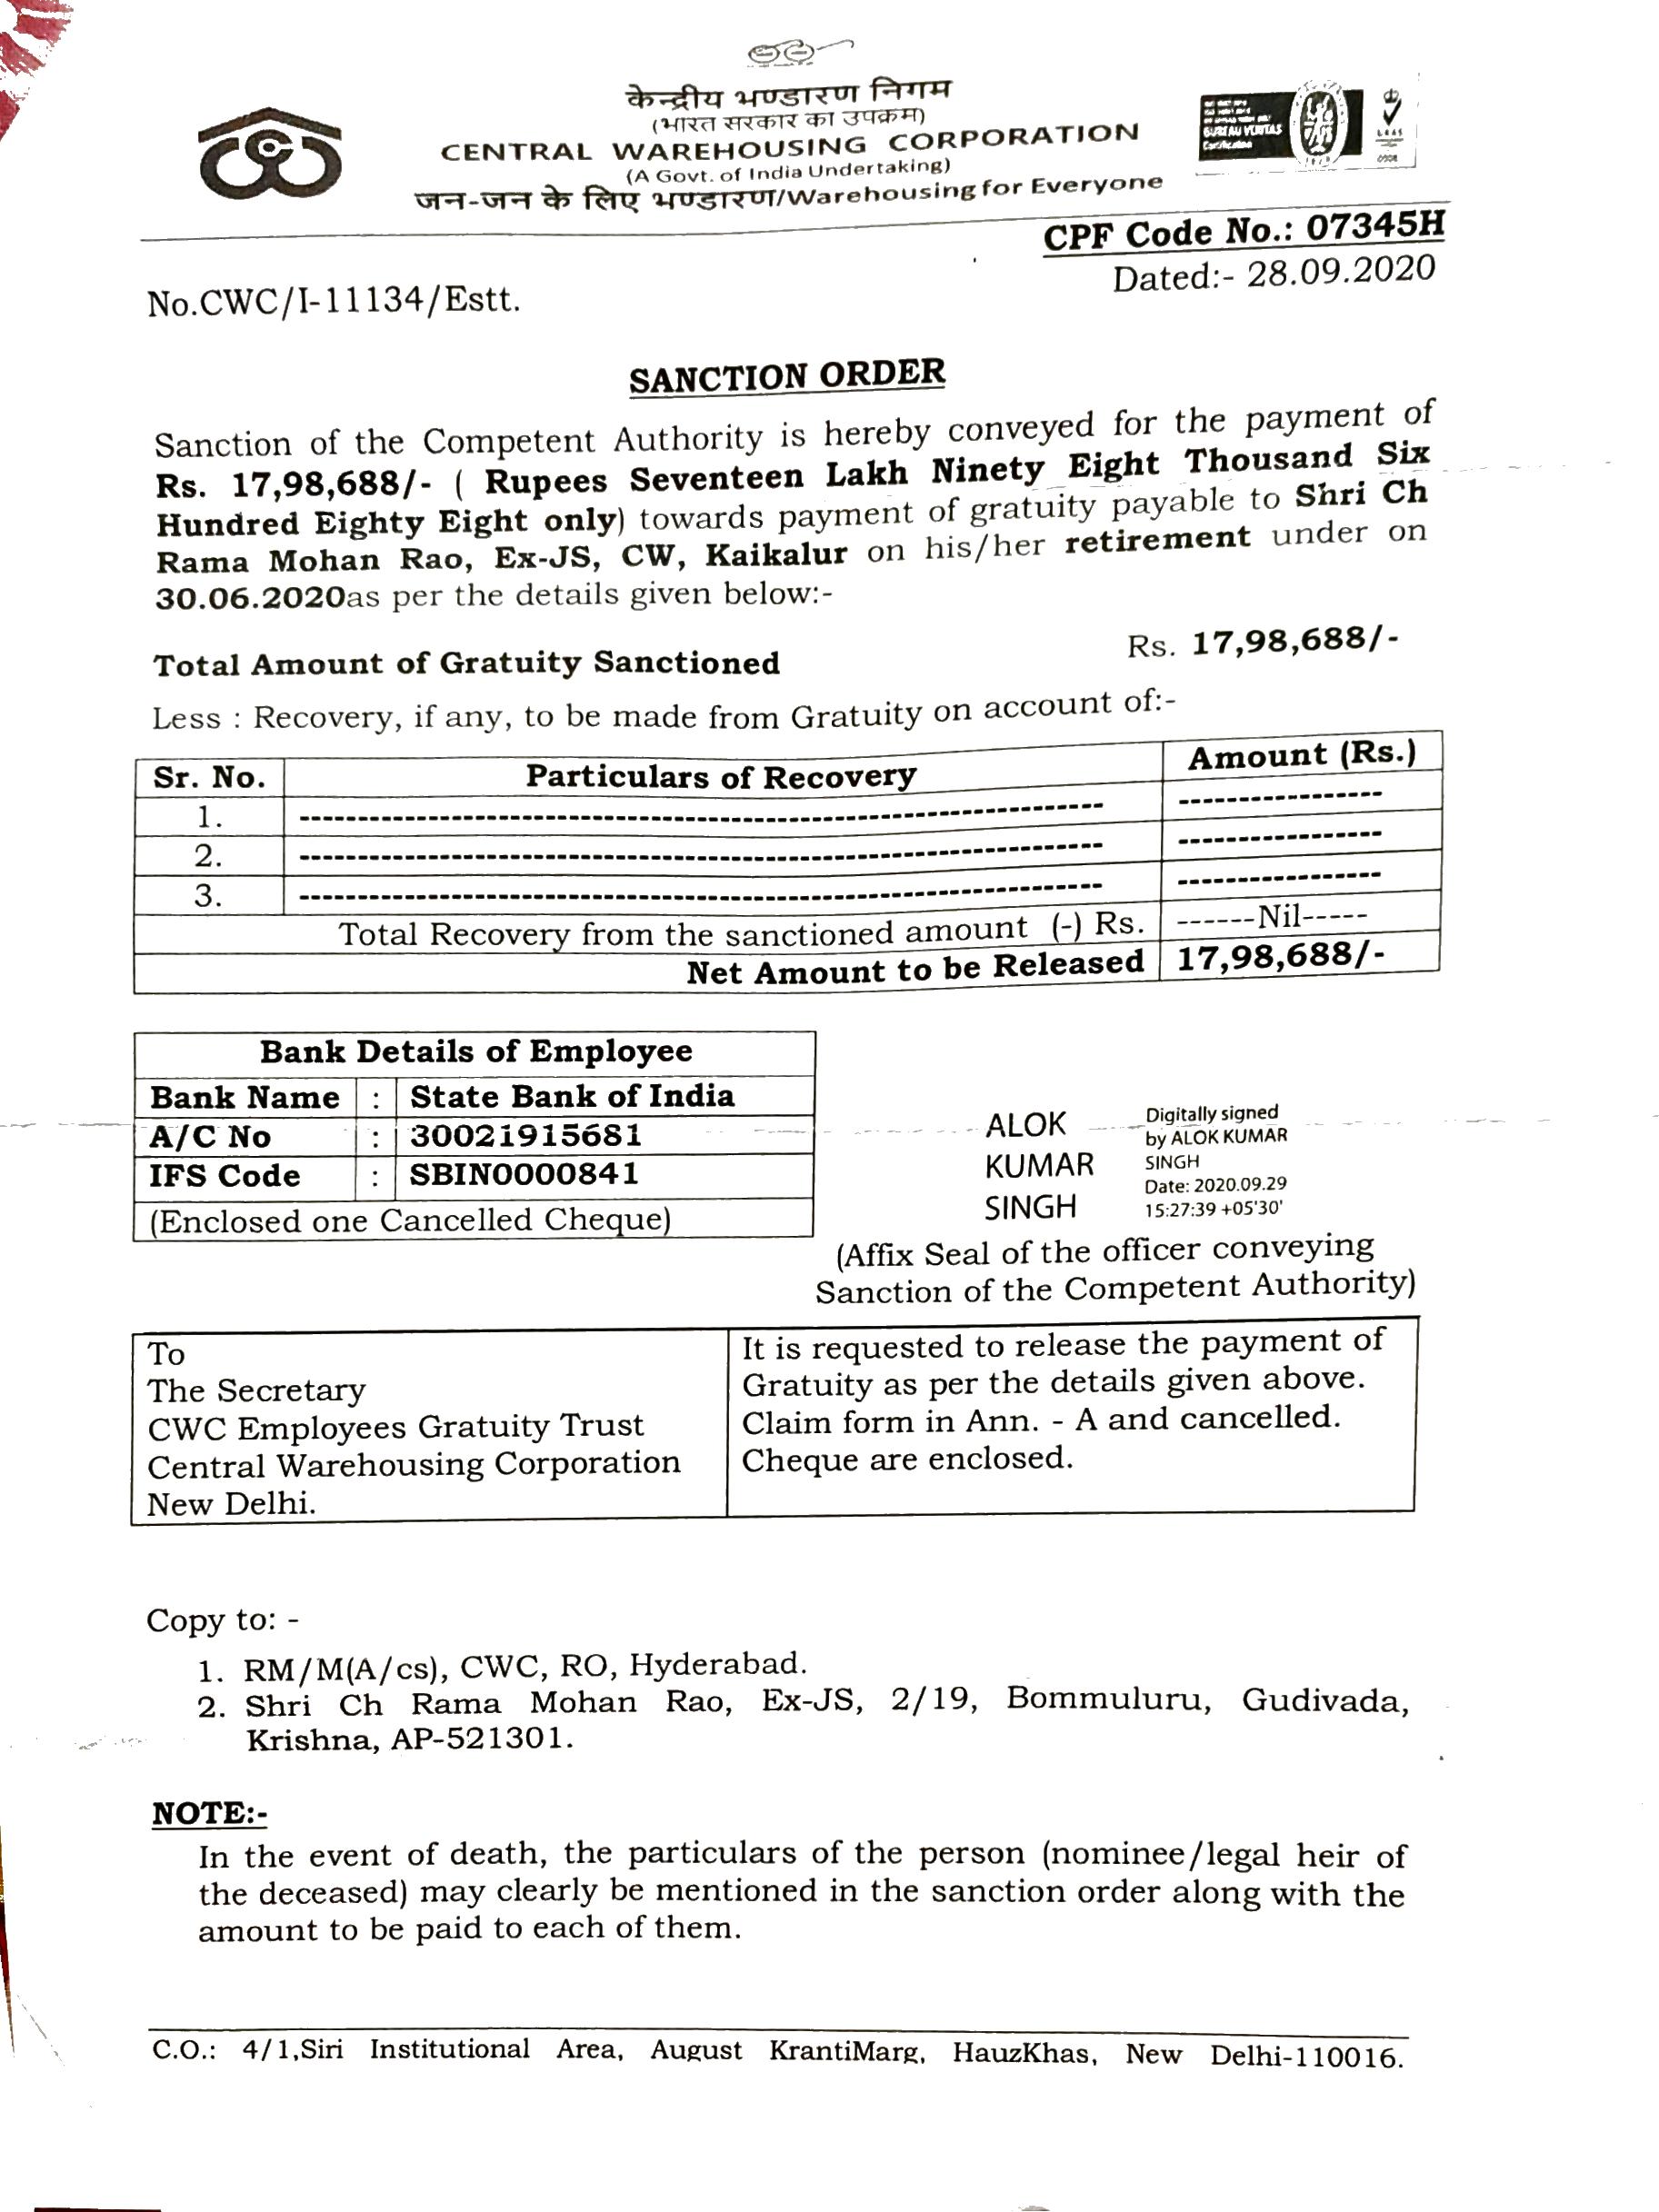 केन्द्रीय भण्डारण निगम
(भारत सरकार का उपक्रम)
CENTRAL WAREHOUSING CORPORATION
(A Govt. of India Undertaking)
जन-जन के लिए भण्डारण/Warehousing for Everyone
BUREAU VERITAS
Certification
CPF Code No.: 07345H
Dated:- 28.09.2020
No.CWC/I-11134/Estt.
SANCTION ORDER
Sanction of the Competent Authority is hereby conveyed for the payment of
Rs. 17,98,688/- ( Rupees Seventeen Lakh Ninety Eight Thousand Six
Hundred Eighty Eight only) towards payment of gratuity payable to Shri Ch
Rama Mohan Rao, Ex-JS, CW, Kaikalur on his/her retirement under on
30.06.2020as per the details given below:-
Total Amount of Gratuity Sanctioned Rs. 17,98,688/-
Less : Recovery, if any, to be made from Gratuity on account of:-
Sr. No. Particulars of Recovery Amount (Rs.)
1. ------------------------------------------------------------------ -----------------
2. ------------------------------------------------------------------ -----------------
3. ------------------------------------------------------------------ -----------------
Total Recovery from the sanctioned amount (-) Rs. ------Nil-----
Net Amount to be Released 17,98,688/-
Bank Details of Employee
Bank Name : State Bank of India
A/C No : 30021915681
IFS Code : SBIN0000841
(Enclosed one Cancelled Cheque)
ALOK
KUMAR
SINGH
Digitally signed
by ALOK KUMAR
SINGH
Date: 2020.09.29
15:27:39 +05'30'
(Affix Seal of the officer conveying
Sanction of the Competent Authority)
To
The Secretary
CWC Employees Gratuity Trust
Central Warehousing Corporation
New Delhi.
It is requested to release the payment of
Gratuity as per the details given above.
Claim form in Ann. - A and cancelled.
Cheque are enclosed.
Copy to: -
1. RM/M(A/cs), CWC, RO, Hyderabad.
2. Shri Ch Rama Mohan Rao, Ex-JS, 2/19, Bommuluru, Gudivada,
Krishna, AP-521301.
NOTE:-
In the event of death, the particulars of the person (nominee/legal heir of
the deceased) may clearly be mentioned in the sanction order along with the
amount to be paid to each of them.
C.O.: 4/1,Siri Institutional Area, August KrantiMarg, HauzKhas, New Delhi-110016.